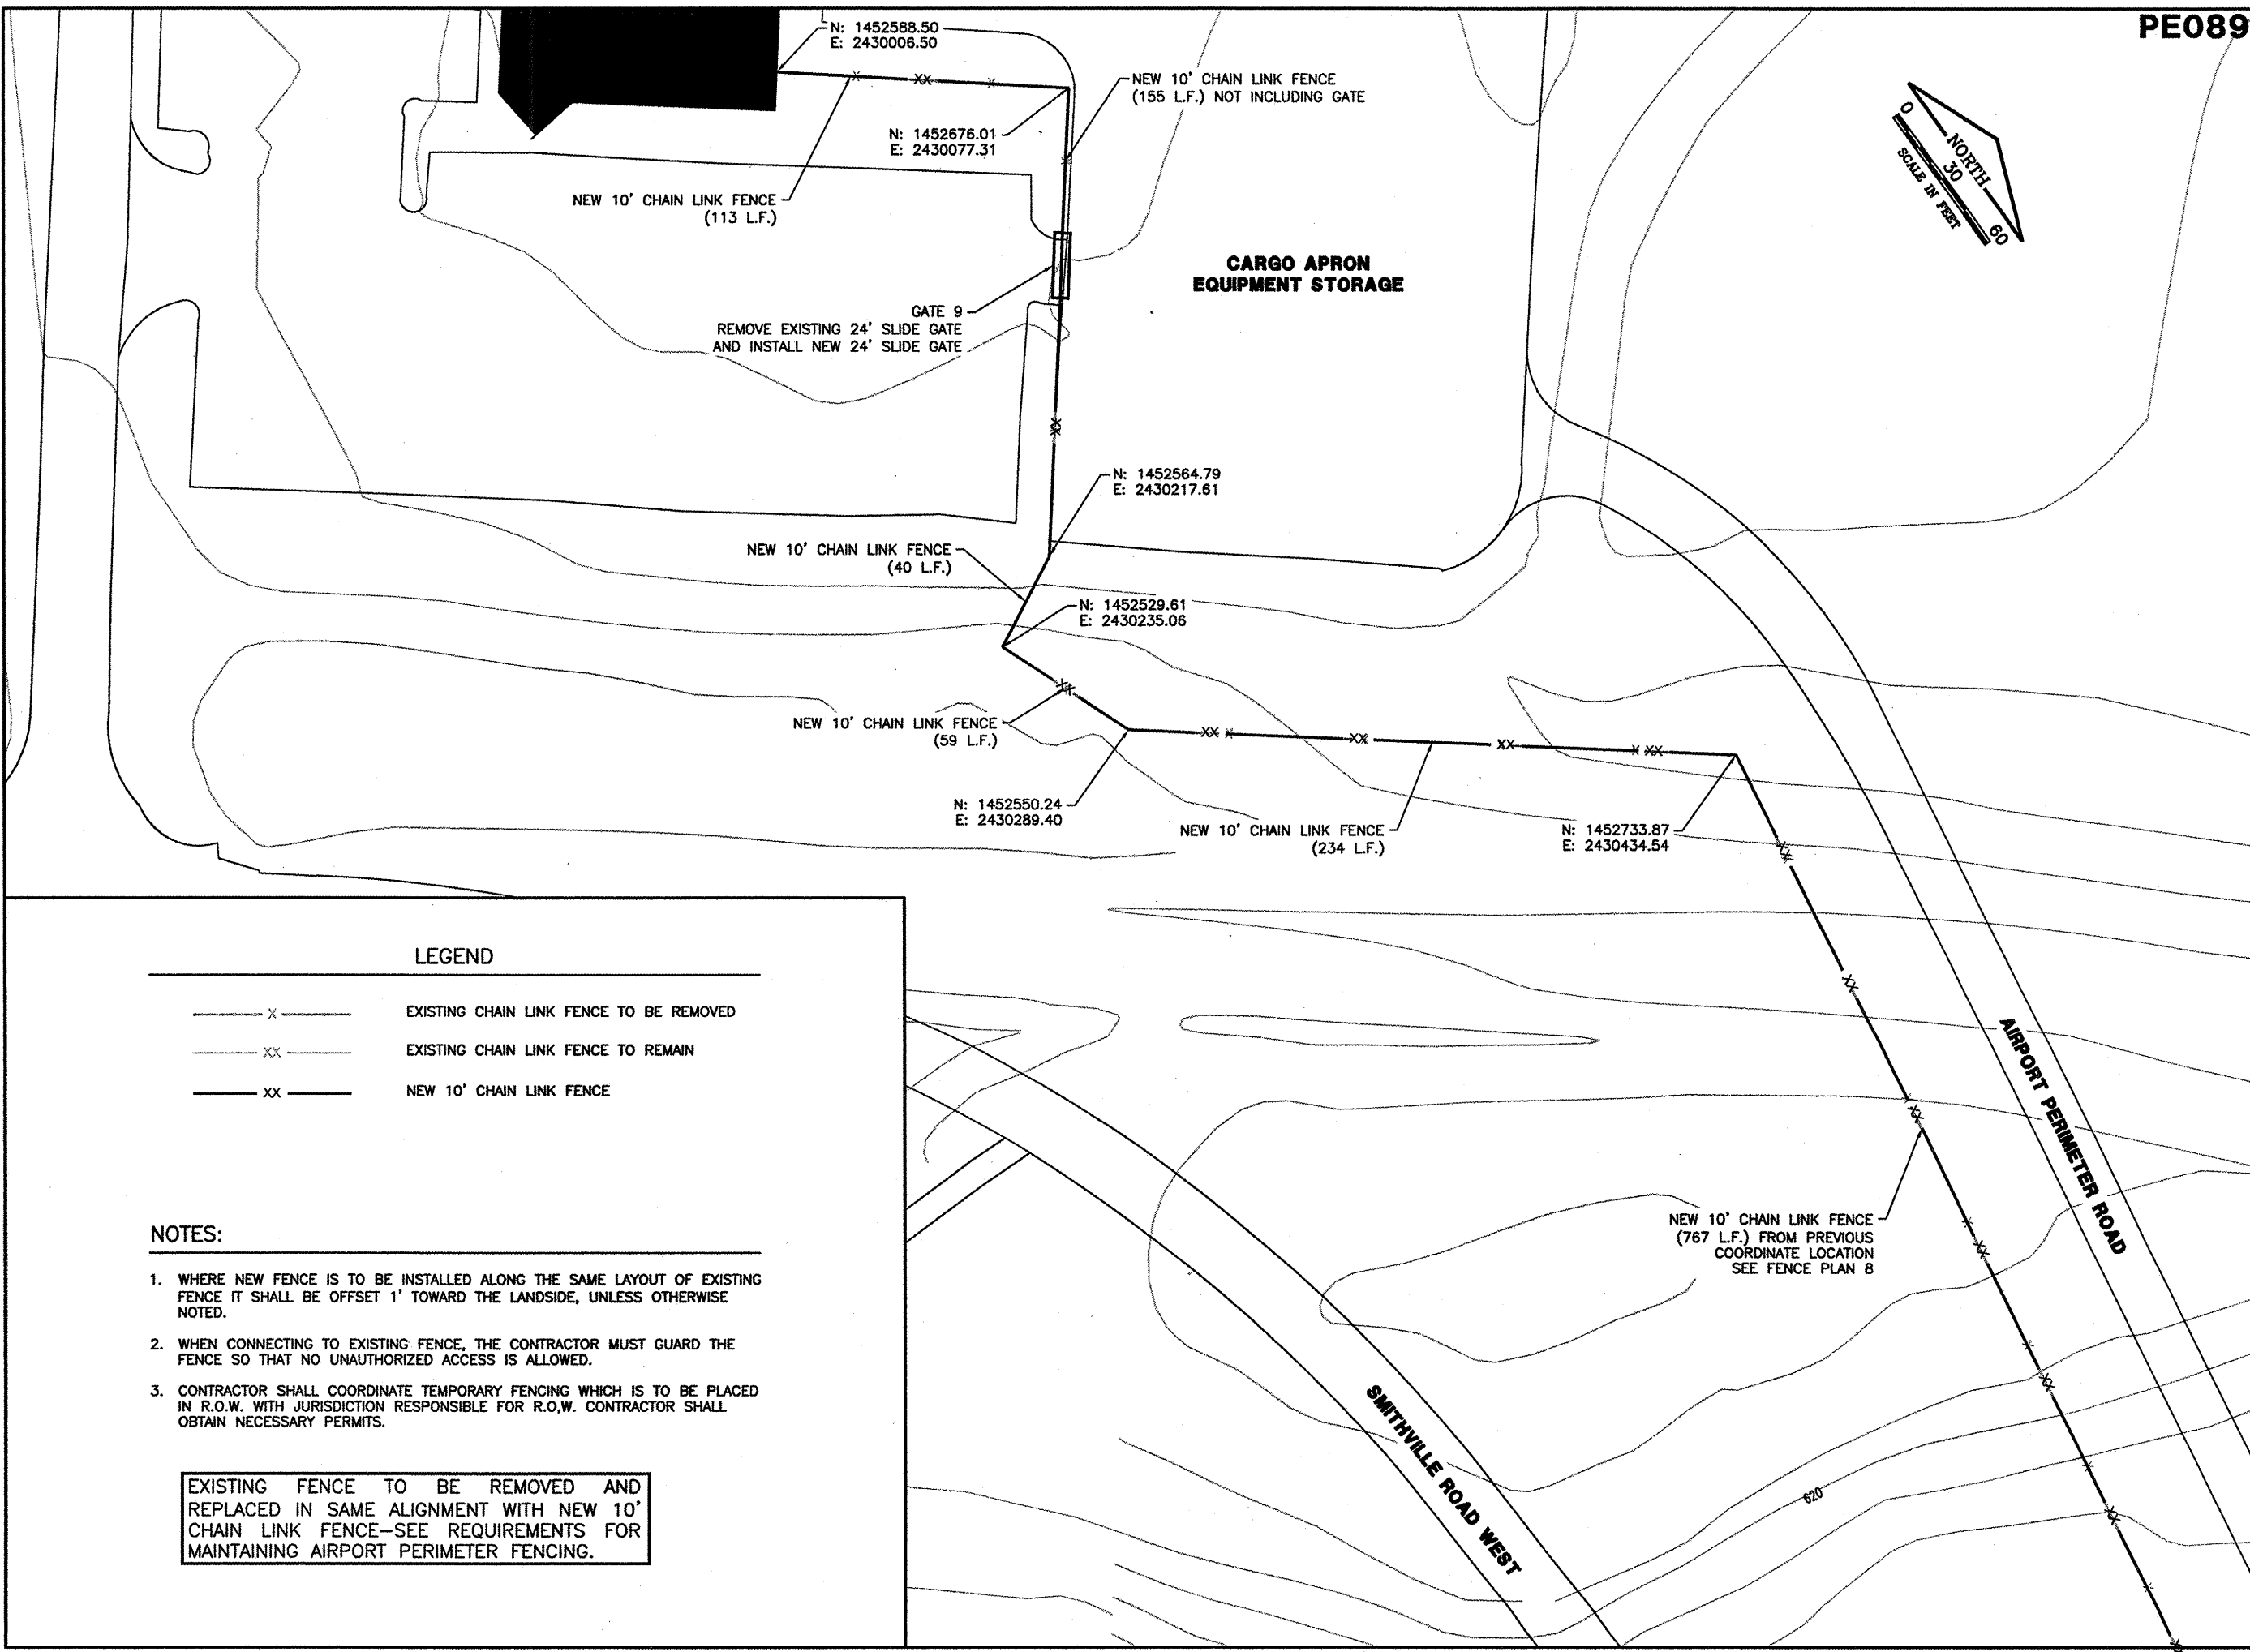 PE089
N: 1452588.50
E: 2430006.50
NEW 10' CHAIN LINK FENCE
(155 L.F.) NOT INCLUDING GATE
N: 1452676.01
E: 2430077.31
NEW 10' CHAIN LINK FENCE
(113 L.F.)
0
NORTH
30
SCALE IN FEET
60
CARGO APRON
EQUIPMENT STORAGE
GATE 9
REMOVE EXISTING 24' SLIDE GATE
AND INSTALL NEW 24' SLIDE GATE
N: 1452564.79
E: 2430217.61
NEW 10' CHAIN LINK FENCE
(40 L.F.)
N: 1452529.61
E: 2430235.06
NEW 10' CHAIN LINK FENCE
(59 L.F.)
N: 1452550.24
E: 2430289.40
NEW 10' CHAIN LINK FENCE
(234 L.F.)
N: 1452733.87
E: 2430434.54
AIRPORT PERIMETER ROAD
NEW 10' CHAIN LINK FENCE
(767 L.F.) FROM PREVIOUS
COORDINATE LOCATION
SEE FENCE PLAN 8
SMITHVILLE ROAD WEST
620
LEGEND
X EXISTING CHAIN LINK FENCE TO BE REMOVED
XX EXISTING CHAIN LINK FENCE TO REMAIN
XX NEW 10' CHAIN LINK FENCE
NOTES:
1. WHERE NEW FENCE IS TO BE INSTALLED ALONG THE SAME LAYOUT OF EXISTING
FENCE IT SHALL BE OFFSET 1' TOWARD THE LANDSIDE, UNLESS OTHERWISE
NOTED.
2. WHEN CONNECTING TO EXISTING FENCE, THE CONTRACTOR MUST GUARD THE
FENCE SO THAT NO UNAUTHORIZED ACCESS IS ALLOWED.
3. CONTRACTOR SHALL COORDINATE TEMPORARY FENCING WHICH IS TO BE PLACED
IN R.O.W. WITH JURISDICTION RESPONSIBLE FOR R.O,W. CONTRACTOR SHALL
OBTAIN NECESSARY PERMITS.
EXISTING FENCE TO BE REMOVED AND
REPLACED IN SAME ALIGNMENT WITH NEW 10'
CHAIN LINK FENCE–SEE REQUIREMENTS FOR
MAINTAINING AIRPORT PERIMETER FENCING.